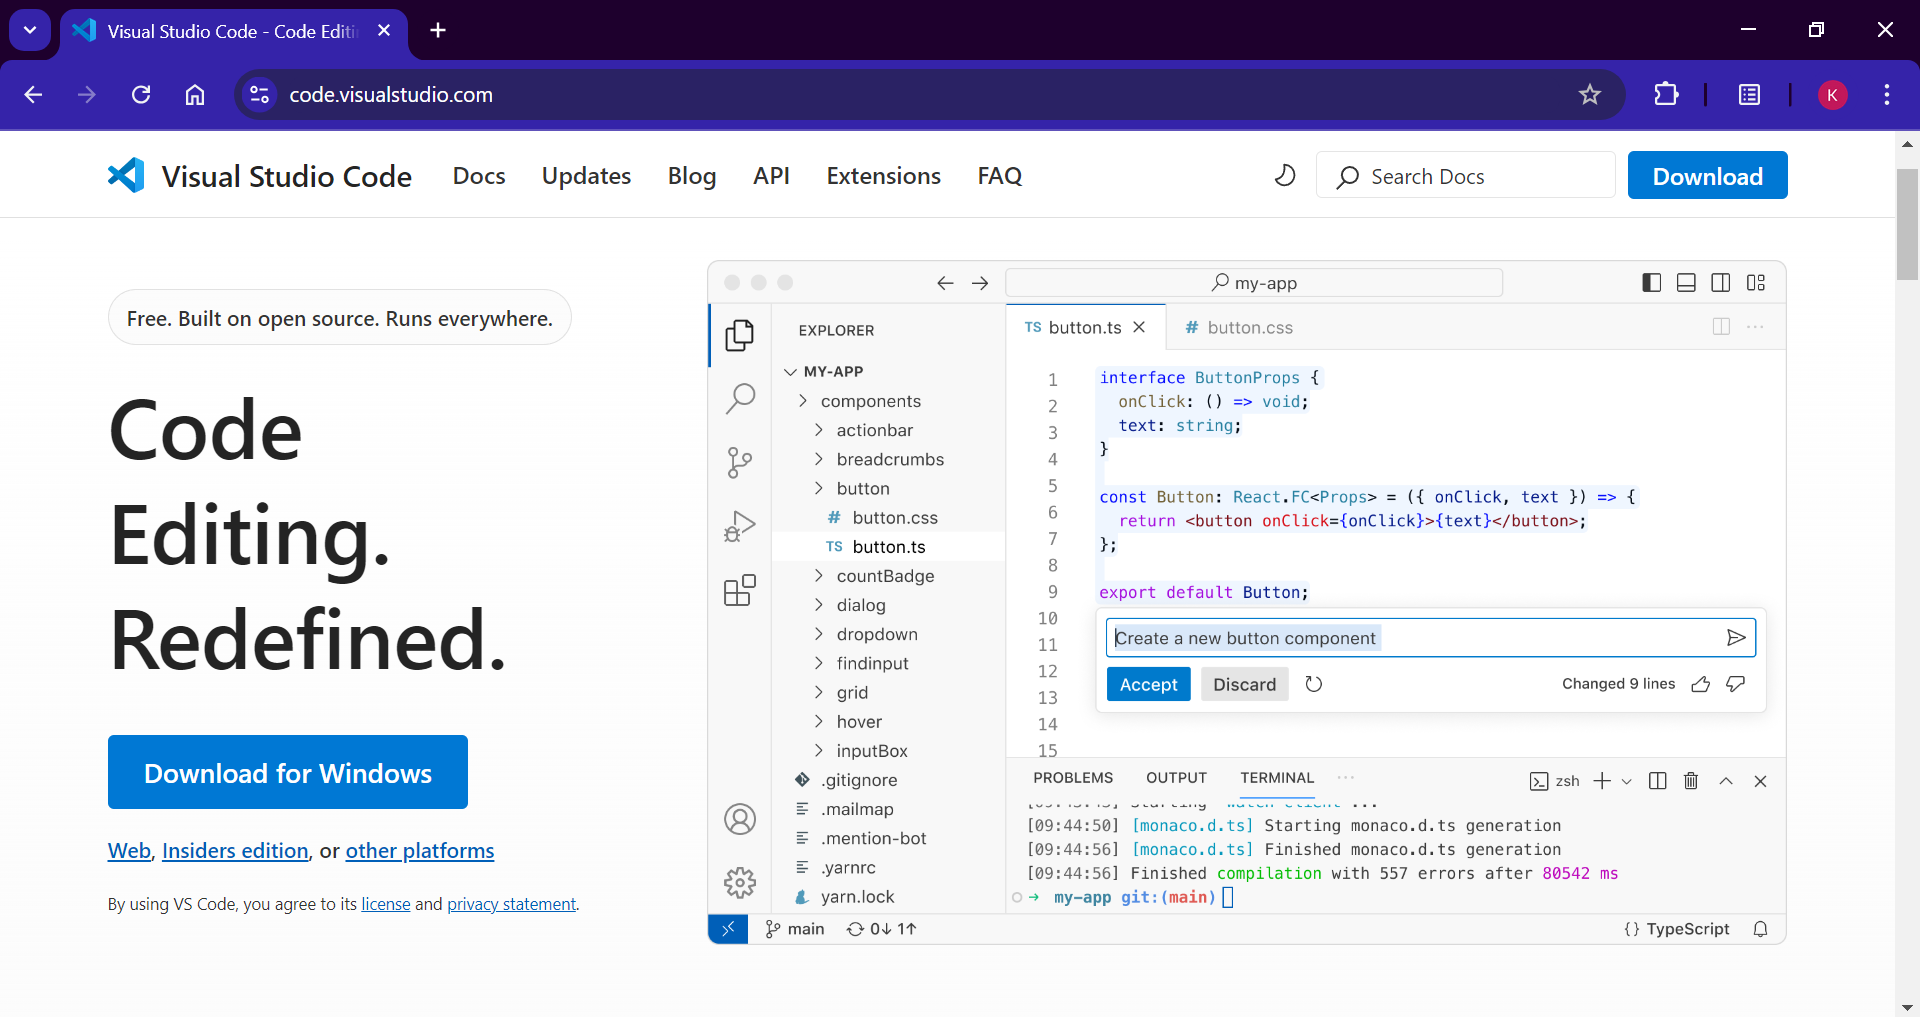 Visual Studio Code - Code Editi
code.visualstudio.com
K
Visual Studio Code
Docs
Updates
Blog
API
Extensions
FAQ
Search Docs
Download
Free. Built on open source. Runs everywhere.
Code
Editing.
Redefined.
Download for Windows
Web, Insiders edition, or other platforms
By using VS Code, you agree to its license and privacy statement.
my-app
EXPLORER
MY-APP
components
actionbar
breadcrumbs
button
# button.css
TS button.ts
countBadge
dialog
dropdown
findinput
grid
hover
inputBox
.gitignore
.mailmap
.mention-bot
.yarnrc
yarn.lock
TS button.ts
# button.css
1
2
3
4
5
6
7
8
9
10
11
12
13
14
15
interface ButtonProps {
onClick: () => void;
text: string;
}
const Button: React.FC<Props> = ({ onClick, text }) => {
return <button onClick={onClick}>{text}</button>;
};
export default Button;
Create a new button component
Accept
Discard
Changed 9 lines
PROBLEMS
OUTPUT
TERMINAL
zsh
[09:44:50] [monaco.d.ts] Starting monaco.d.ts generation
[09:44:56] [monaco.d.ts] Finished monaco.d.ts generation
[09:44:56] Finished compilation with 557 errors after 80542 ms
my-app git:(main)
main
0↓ 1↑
{} TypeScript